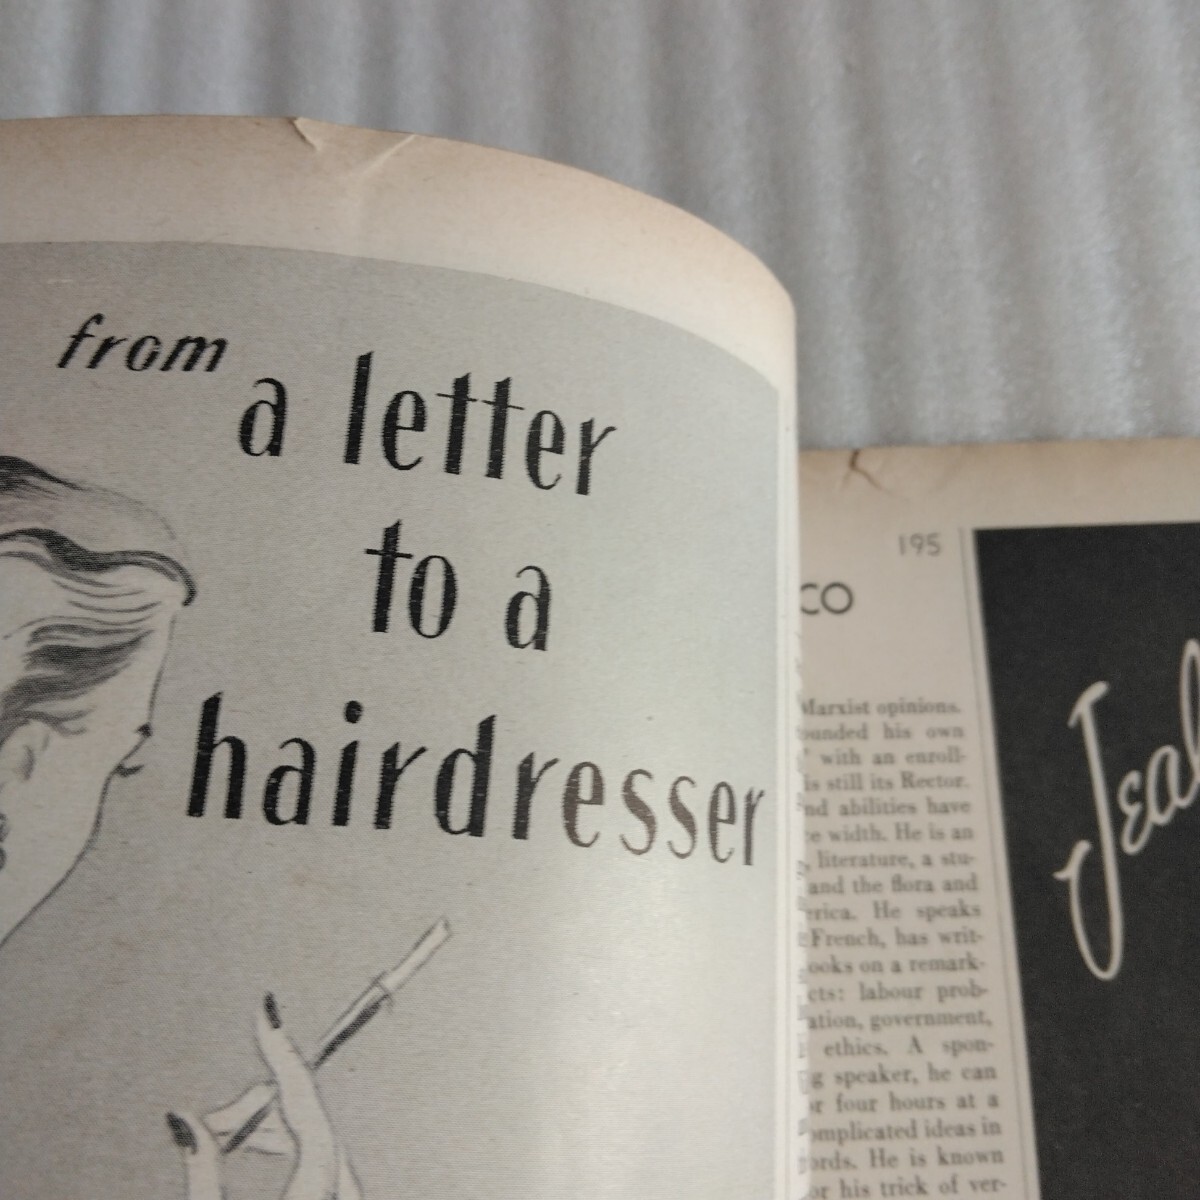 from
a letter
to a
hairdresser
195
CO
Marxist opinions.
ounded his own
" with an enroll-
is still its Rector.
nd abilities have
e width. He is an
, literature, a stu-
and the flora and
rica. He speaks
French, has writ-
ooks on a remark-
cts: labour prob-
ation, government,
ethics. A spon-
g speaker, he can
or four hours at a
omplicated ideas in
ords. He is known
or his trick of ver-
Jeal